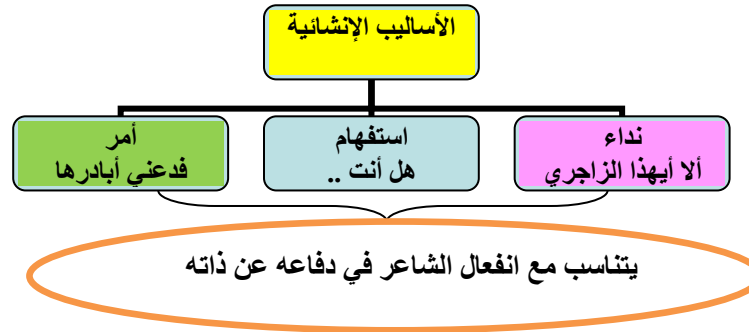 الأساليب الإنشائية
نداء
ألا أيهذا الزاجري
استفهام
هل أنت ..
أمر
فدعني أبادرها
يتناسب مع انفعال الشاعر في دفاعه عن ذاته